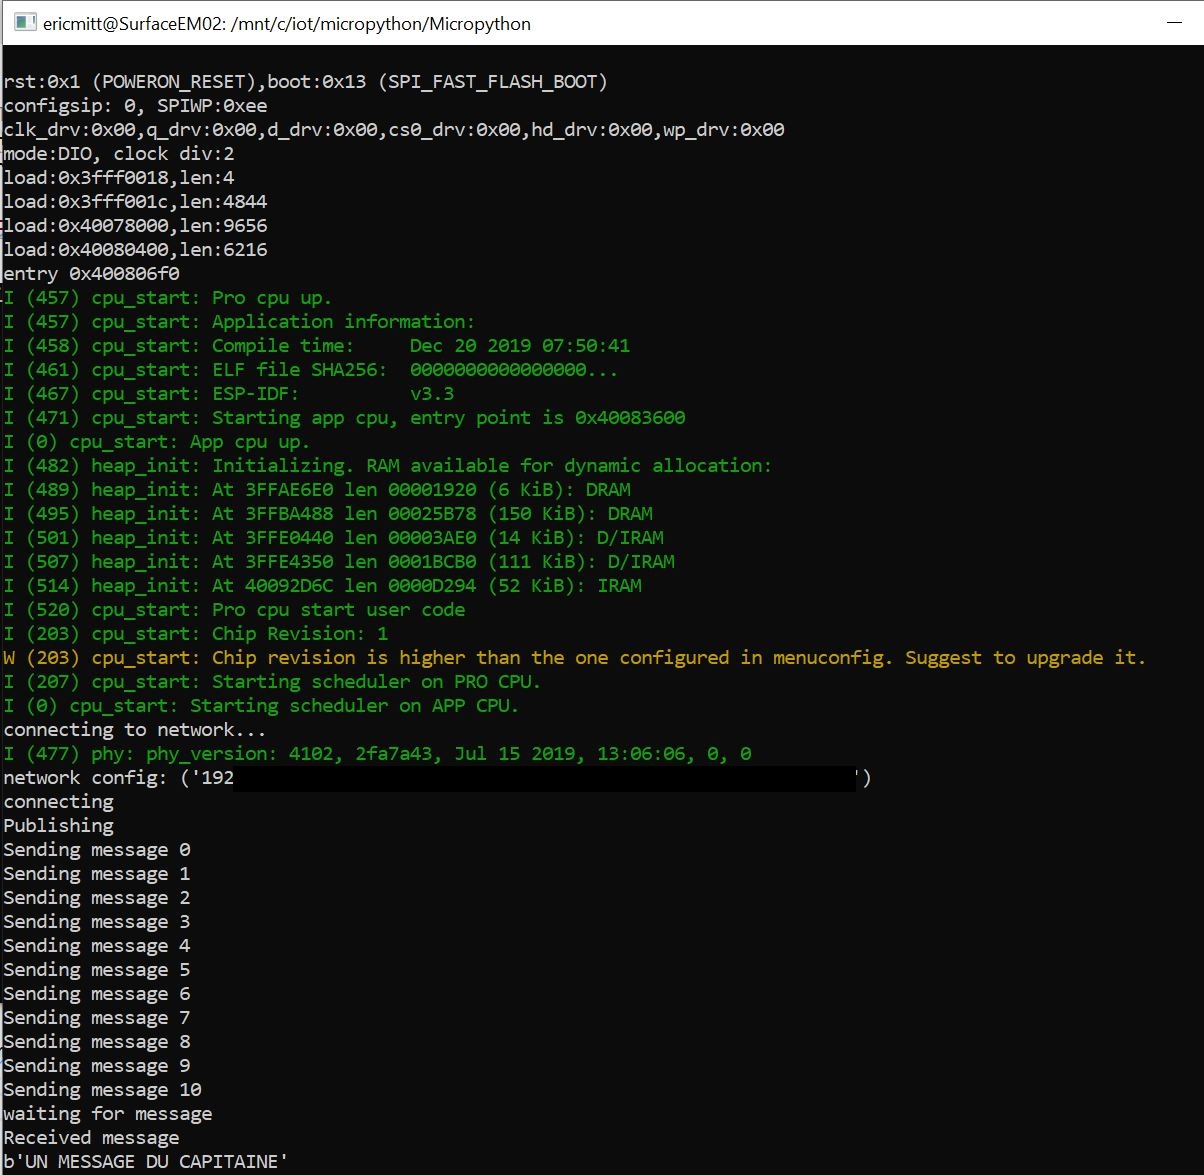 ericmitt@SurfaceEM02: /mnt/c/iot/micropython/Micropython
rst:0x1 (POWERON_RESET),boot:0x13 (SPI_FAST_FLASH_BOOT)
configsip: 0, SPIWP:0xee
clk_drv:0x00,q_drv:0x00,d_drv:0x00,cs0_drv:0x00,hd_drv:0x00,wp_drv:0x00
mode:DIO, clock div:2
load:0x3fff0018,len:4
load:0x3fff001c,len:4844
load:0x40078000,len:9656
load:0x40080400,len:6216
entry 0x400806f0
I (457) cpu_start: Pro cpu up.
I (457) cpu_start: Application information:
I (458) cpu_start: Compile time:     Dec 20 2019 07:50:41
I (461) cpu_start: ELF file SHA256:  0000000000000000...
I (467) cpu_start: ESP-IDF:          v3.3
I (471) cpu_start: Starting app cpu, entry point is 0x40083600
I (0) cpu_start: App cpu up.
I (482) heap_init: Initializing. RAM available for dynamic allocation:
I (489) heap_init: At 3FFAE6E0 len 00001920 (6 KiB): DRAM
I (495) heap_init: At 3FFBA488 len 00025B78 (150 KiB): DRAM
I (501) heap_init: At 3FFE0440 len 00003AE0 (14 KiB): D/IRAM
I (507) heap_init: At 3FFE4350 len 0001BCB0 (111 KiB): D/IRAM
I (514) heap_init: At 40092D6C len 0000D294 (52 KiB): IRAM
I (520) cpu_start: Pro cpu start user code
I (203) cpu_start: Chip Revision: 1
W (203) cpu_start: Chip revision is higher than the one configured in menuconfig. Suggest to upgrade it.
I (207) cpu_start: Starting scheduler on PRO CPU.
I (0) cpu_start: Starting scheduler on APP CPU.
connecting to network...
I (477) phy: phy_version: 4102, 2fa7a43, Jul 15 2019, 13:06:06, 0, 0
network config: ('192 ')
connecting
Publishing
Sending message 0
Sending message 1
Sending message 2
Sending message 3
Sending message 4
Sending message 5
Sending message 6
Sending message 7
Sending message 8
Sending message 9
Sending message 10
waiting for message
Received message
b'UN MESSAGE DU CAPITAINE'